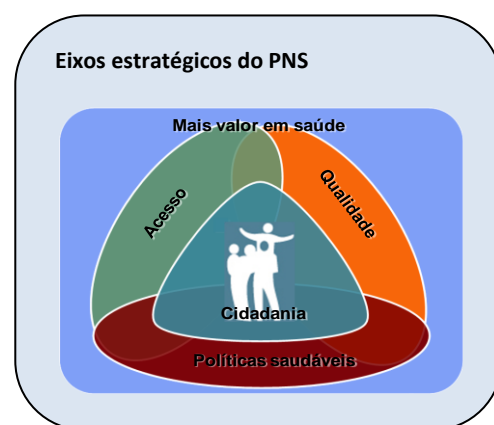 Eixos estratégicos do PNS
Mais valor em saúde
Acesso
Qualidade
Cidadania
Políticas saudáveis